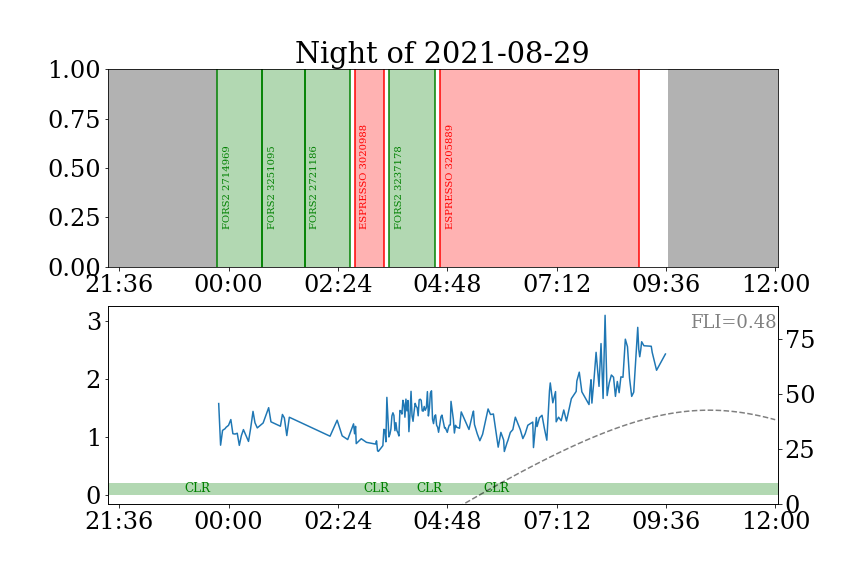 Night of 2021-08-29
1.00
0.75
0.50
0.25
0.00
FORS2 2714969
FORS2 3251095
FORS2 2721186
ESPRESSO 3020988
FORS2 3237178
ESPRESSO 3205889
21:36 00:00 02:24 04:48 07:12 09:36 12:00
FLI=0.48
3
2
1
0
75
50
25
0
CLR CLR CLR CLR
21:36 00:00 02:24 04:48 07:12 09:36 12:00